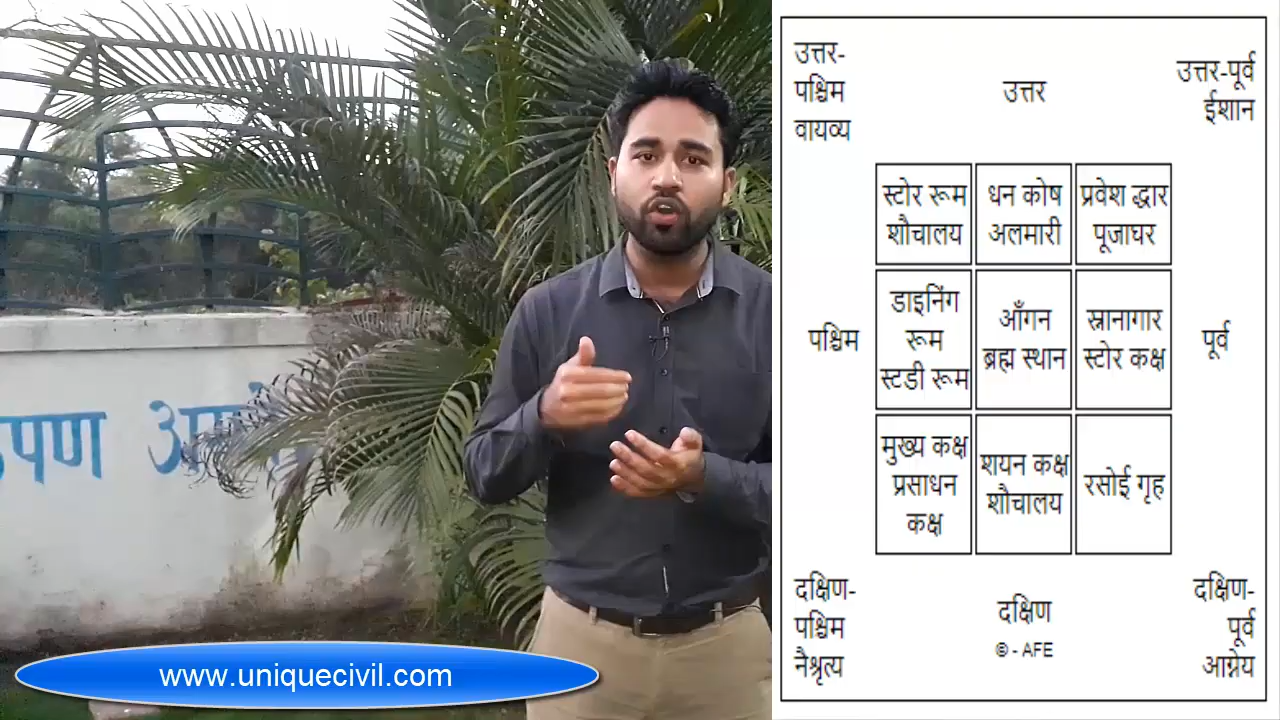 उत्तर-
पश्चिम
वायव्य
उत्तर
उत्तर-पूर्व
ईशान
स्टोर रूम
शौचालय
धन कोष
अलमारी
प्रवेश द्धार
पूजाघर
पश्चिम
डाइनिंग
रूम
स्टडी रूम
आँगन
ब्रह्म स्थान
स्नानागार
स्टोर कक्ष
पूर्व
मुख्य कक्ष
प्रसाधन
कक्ष
शयन कक्ष
शौचालय
रसोई गृह
दक्षिण-
पश्चिम
नैश्रृत्य
दक्षिण
© - AFE
दक्षिण-
पूर्व
आग्नेय
www.uniquecivil.com